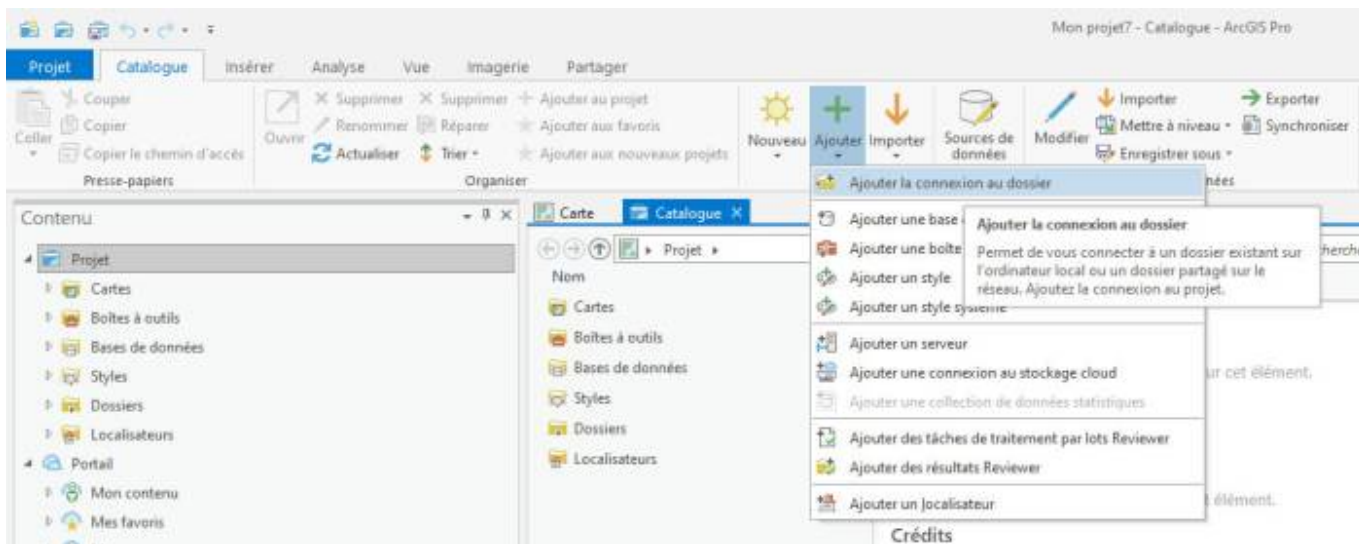 Mon projet7 - Catalogue - ArcGIS Pro
Projet Catalogue Insérer Analyse Vue Imagerie Partager
Coller
Couper
Copier
Copier le chemin d'accès
Presse-papiers
Ouvrir
Supprimer Supprimer Ajouter au projet
Renommer Réparer Ajouter aux favoris
Actualiser Trier Ajouter aux nouveaux projets
Organiser
Nouveau Ajouter Importer Sources de données Modifier
Importer Exporter
Mettre à niveau Synchroniser
Enregistrer sous
nées
Contenu
Projet
Cartes
Boîtes à outils
Bases de données
Styles
Dossiers
Localisateurs
Portail
Mon contenu
Mes favoris
Carte Catalogue
Projet
Nom
Cartes
Boîtes à outils
Bases de données
Styles
Dossiers
Localisateurs
Ajouter la connexion au dossier
Ajouter une base
Ajouter une boîte
Ajouter un style
Ajouter un style système
Ajouter un serveur
Ajouter une connexion au stockage cloud
Ajouter une collection de données statistiques
Ajouter des tâches de traitement par lots Reviewer
Ajouter des résultats Reviewer
Ajouter un localisateur
Ajouter la connexion au dossier
Permet de vous connecter à un dossier existant sur
l'ordinateur local ou un dossier partagé sur le
réseau. Ajoutez la connexion au projet.
herche
ur cet élément.
élément.
Crédits